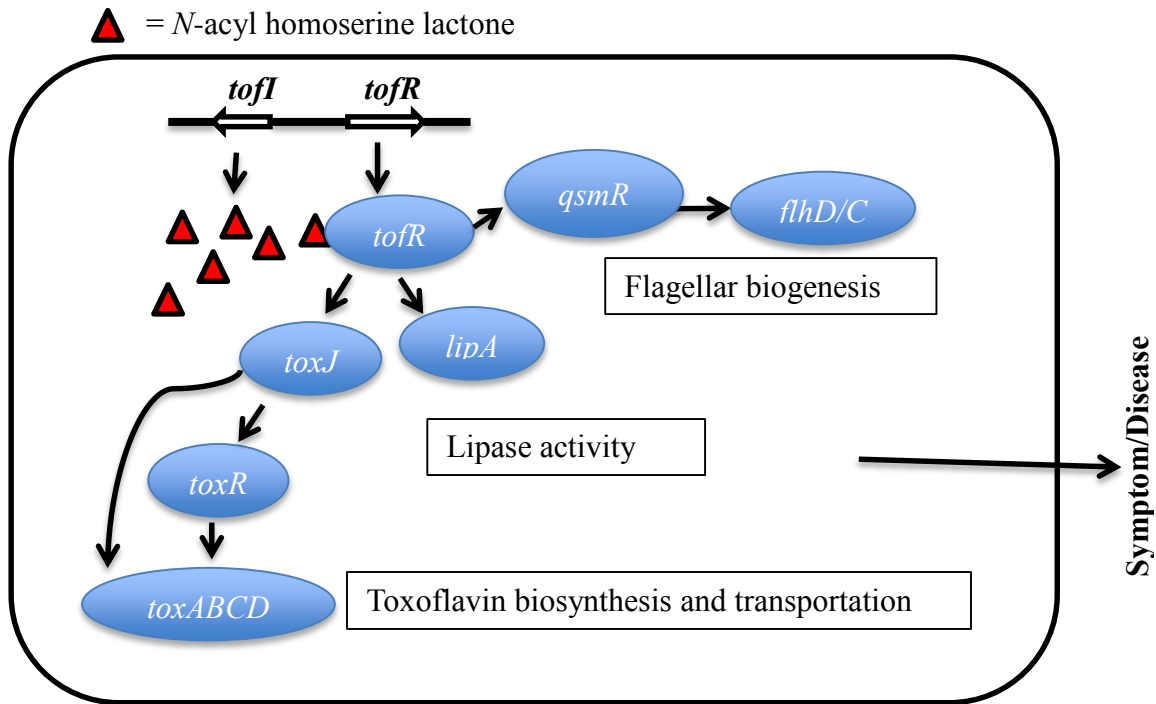 = N-acyl homoserine lactone
tofI tofR
qsmR
flhD/C
tofR
Flagellar biogenesis
lipA
toxJ
Lipase activity
toxR
Symptom/Disease
toxABCD
Toxoflavin biosynthesis and transportation